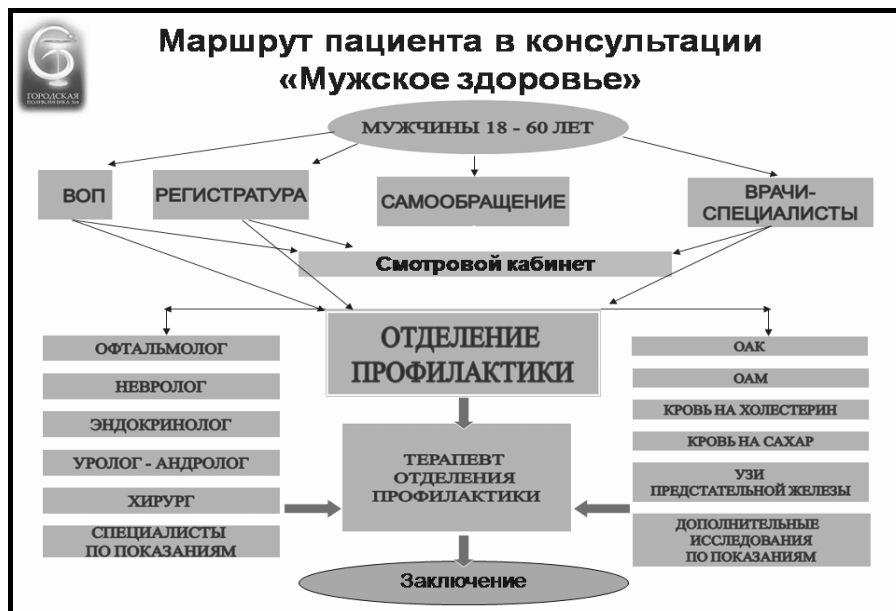 Маршрут пациента в консультации
«Мужское здоровье»
ГОРОДСКАЯ
ПОЛИКЛИНИКА
МУЖЧИНЫ 18 - 60 ЛЕТ
ВОП
РЕГИСТРАТУРА
САМООБРАЩЕНИЕ
ВРАЧИ-
СПЕЦИАЛИСТЫ
Смотровой кабинет
ОТДЕЛЕНИЕ
ПРОФИЛАКТИКИ
ОФТАЛЬМОЛОГ
НЕВРОЛОГ
ЭНДОКРИНОЛОГ
УРОЛОГ - АНДРОЛОГ
ХИРУРГ
СПЕЦИАЛИСТЫ
ПО ПОКАЗАНИЯМ
ТЕРАПЕВТ
ОТДЕЛЕНИЯ
ПРОФИЛАКТИКИ
ОАК
ОАМ
КРОВЬ НА ХОЛЕСТЕРИН
КРОВЬ НА САХАР
УЗИ
ПРЕДСТАТЕЛЬНОЙ ЖЕЛЕЗЫ
ДОПОЛНИТЕЛЬНЫЕ
ИССЛЕДОВАНИЯ
ПО ПОКАЗАНИЯМ
Заключение